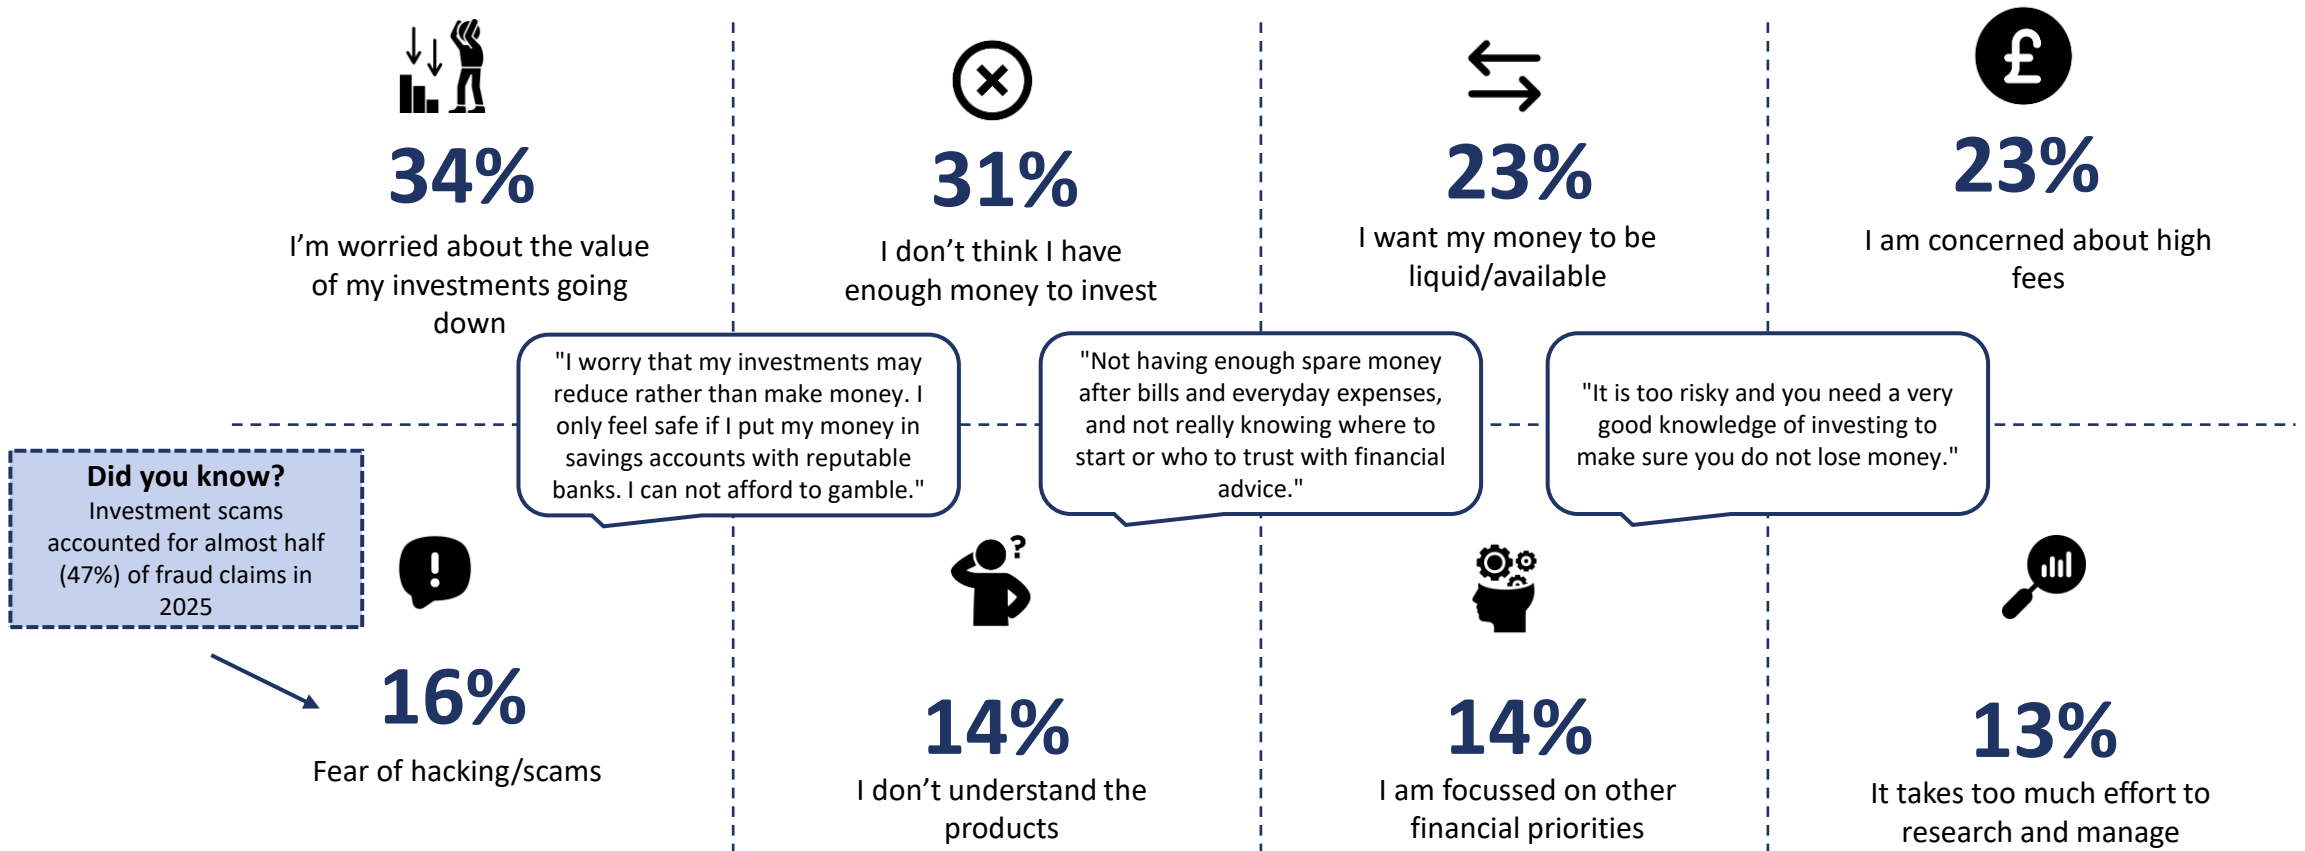 34%
I'm worried about the value
of my investments going
down
31%
I don't think I have
enough money to invest
23%
I want my money to be
liquid/available
£
23%
I am concerned about high
fees
"I worry that my investments may
reduce rather than make money. I
only feel safe if I put my money in
savings accounts with reputable
banks. I can not afford to gamble."
"Not having enough spare money
after bills and everyday expenses,
and not really knowing where to
start or who to trust with financial
advice."
"It is too risky and you need a very
good knowledge of investing to
make sure you do not lose money."
Did you know?
Investment scams
accounted for almost half
(47%) of fraud claims in
2025
!
16%
Fear of hacking/scams
?
14%
I don't understand the
products
14%
I am focussed on other
financial priorities
13%
It takes too much effort to
research and manage